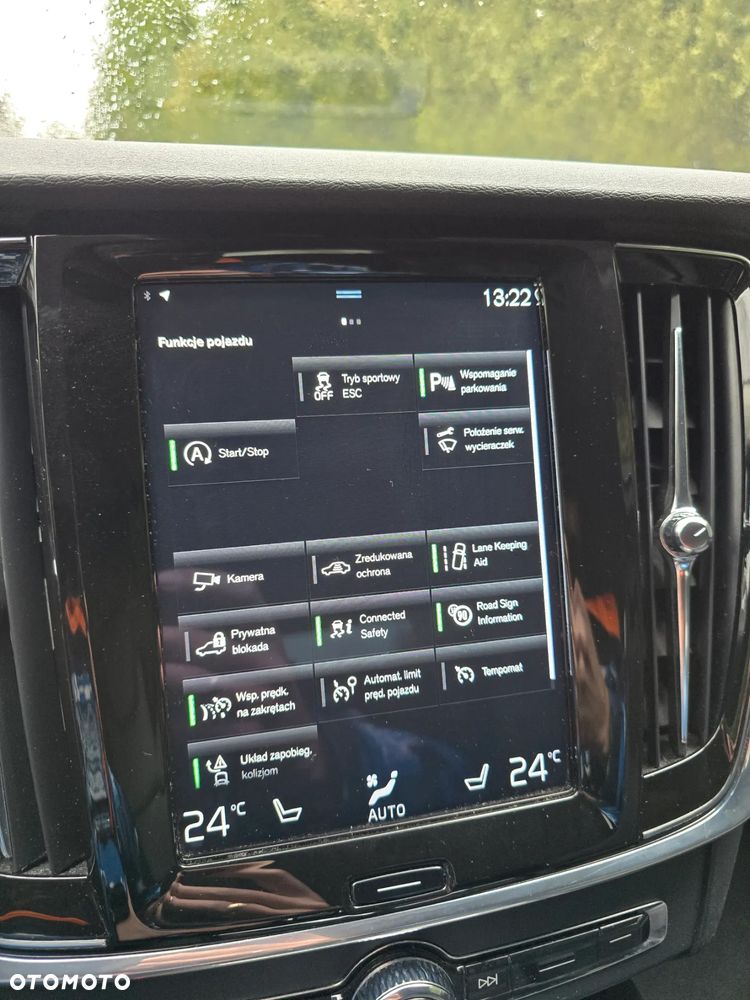 13:22
Funkcje pojazdu
OFF
Tryb sportowy
ESC
P
Wspomaganie
parkowania
A
Start/Stop
Położenie serw.
wycieraczek
Kamera
Zredukowana
ochrona
Lane Keeping
Aid
Prywatna
blokada
Connected
Safety
90
Road Sign
Information
Wsp. prędk.
na zakrętach
Automat. limit
pręd. pojazdu
Tempomat
Układ zapobieg.
kolizjom
24°C
AUTO
24°C
OTOMOTO